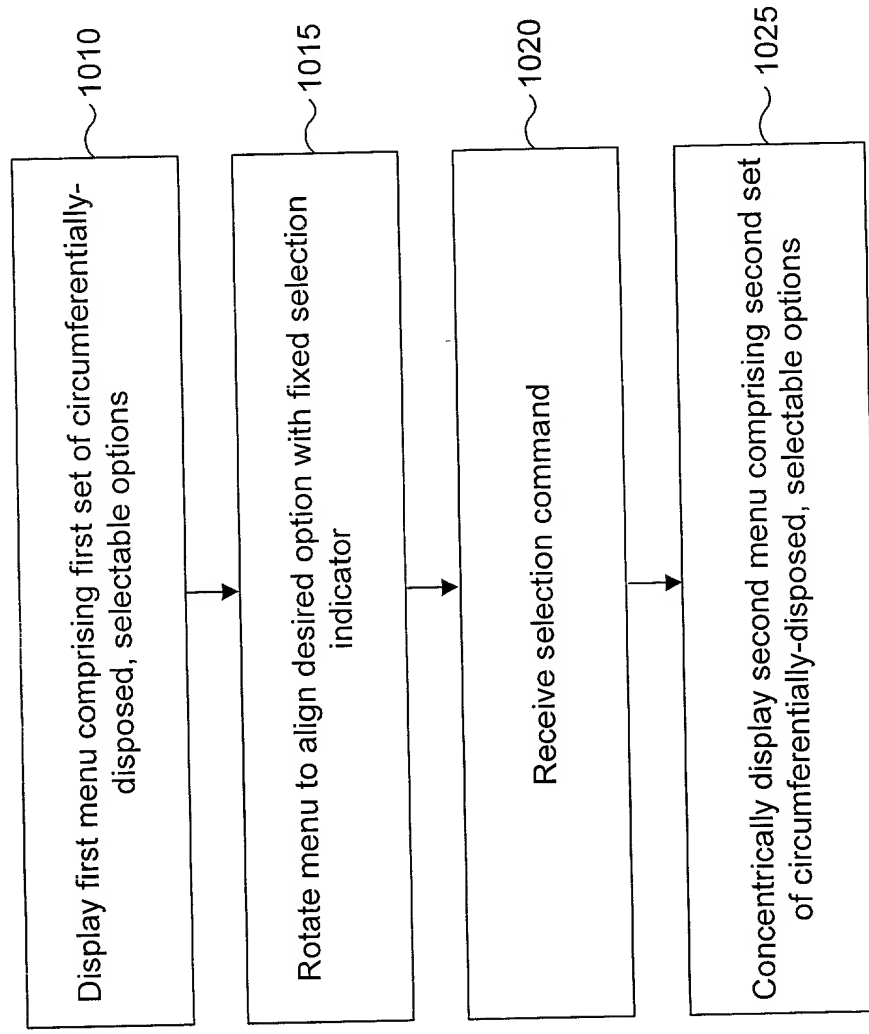 Display first menu comprising first set of circumferentially-
disposed, selectable options
1010
Rotate menu to align desired option with fixed selection
indicator
1015
Receive selection command
1020
Concentrically display second menu comprising second set
of circumferentially-disposed, selectable options
1025